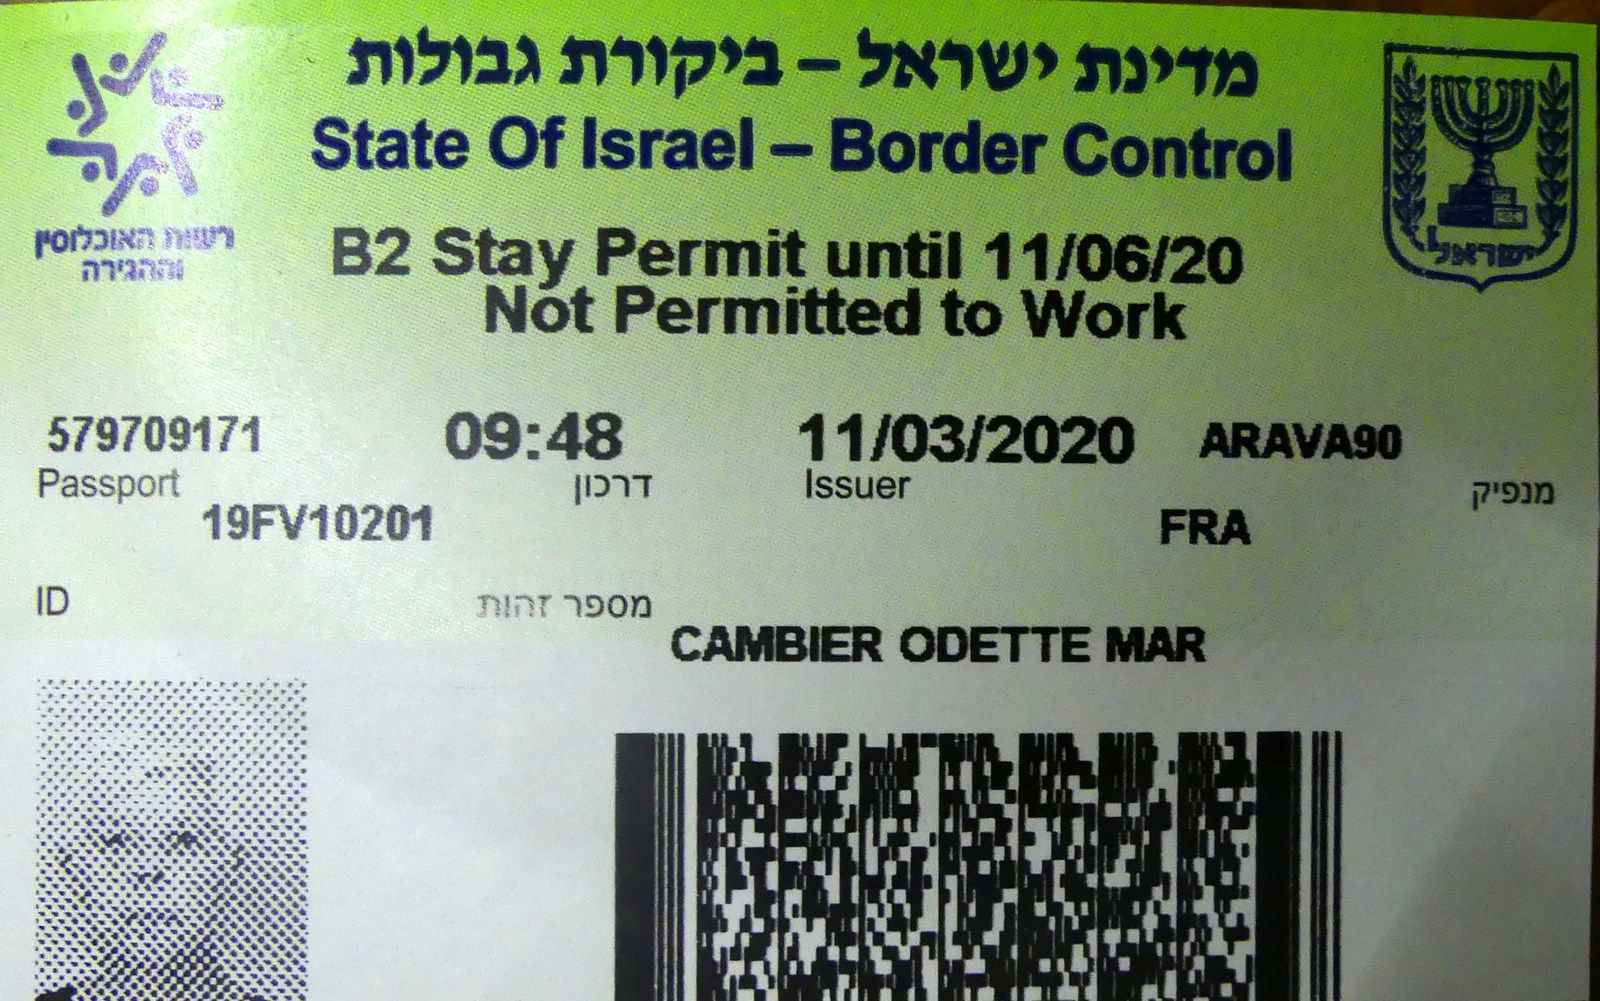 מדינת ישראל – ביקורת גבולות
State Of Israel – Border Control
רשות האוכלוסין
וההגירה
ישראל
B2 Stay Permit until 11/06/20
Not Permitted to Work
579709171 09:48 11/03/2020 ARAVA90
Passport דרכון Issuer מנפיק
19FV10201 FRA
ID מספר זהות
CAMBIER ODETTE MAR